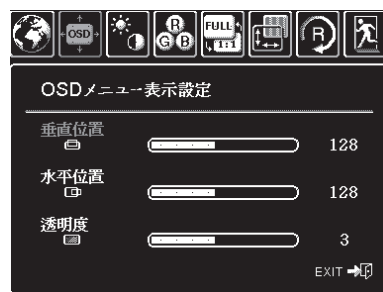 OSD
R
G B
FULL
1:1
R
OSDメニュー表示設定
垂直位置
128
水平位置
128
透明度
3
EXIT